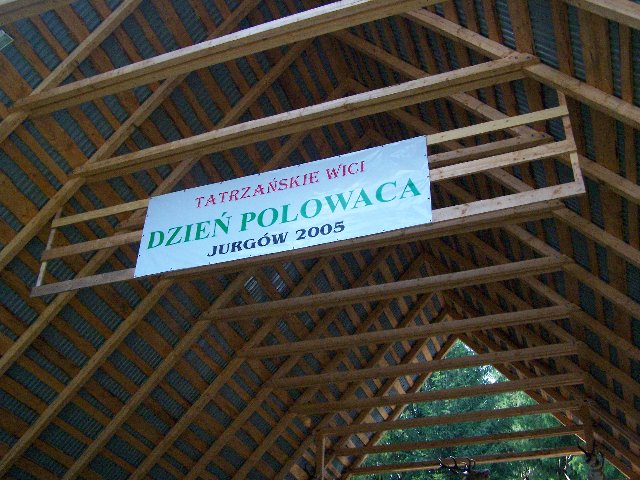 TATRZAŃSKIE WICI
DZIEŃ POLOWACA
JURGÓW 2005